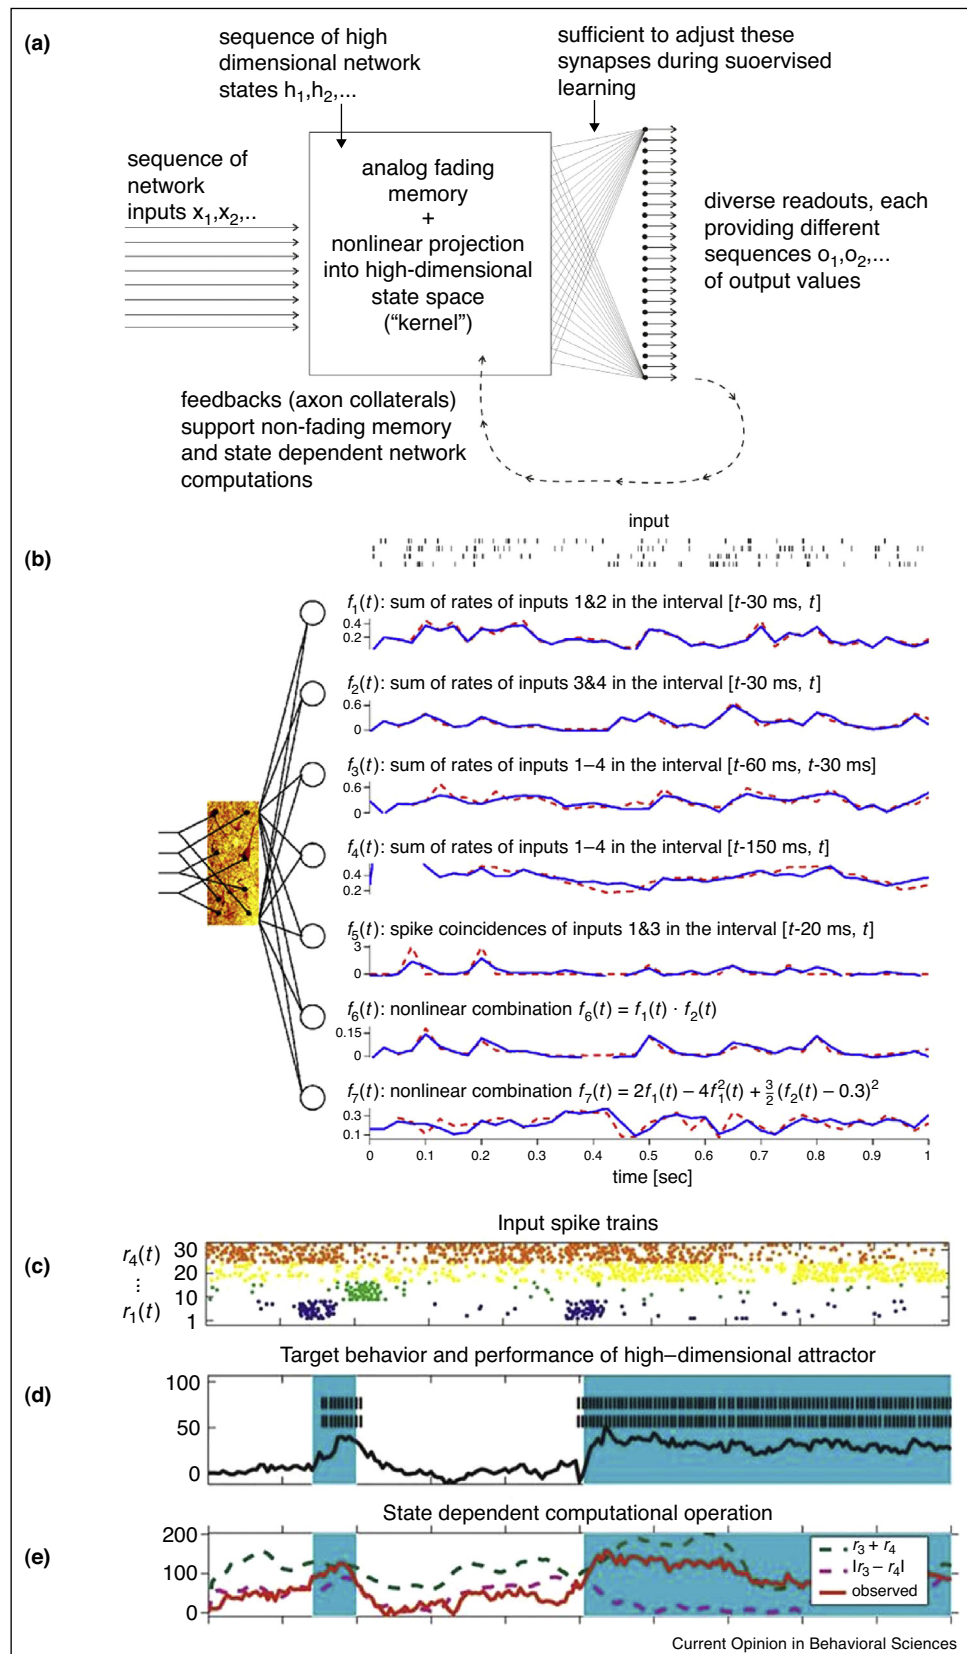 (a)
sequence of high
dimensional network
states h₁,h₂,...
sufficient to adjust these
synapses during suoervised
learning
sequence of
network
inputs x₁,x₂,..
analog fading
memory
+
nonlinear projection
into high-dimensional
state space
(“kernel”)
diverse readouts, each
providing different
sequences o₁,o₂,...
of output values
feedbacks (axon collaterals)
support non-fading memory
and state dependent network
computations
(b)
input
f₁(t): sum of rates of inputs 1&2 in the interval [t-30 ms, t]
0.4
0.2
f₂(t): sum of rates of inputs 3&4 in the interval [t-30 ms, t]
0.6
0
f₃(t): sum of rates of inputs 1–4 in the interval [t-60 ms, t-30 ms]
0.6
0
f₄(t): sum of rates of inputs 1–4 in the interval [t-150 ms, t]
0.4
0.2
f₅(t): spike coincidences of inputs 1&3 in the interval [t-20 ms, t]
3
0
f₆(t): nonlinear combination f₆(t) = f₁(t) · f₂(t)
0.15
0
f₇(t): nonlinear combination f₇(t) = 2f₁(t) − 4f₁²(t) + 3/2 (f₂(t) − 0.3)²
0.3
0.1
0 0.1 0.2 0.3 0.4 0.5 0.6 0.7 0.8 0.9 1
time [sec]
Input spike trains
(c)
r₄(t) 30
⋮ 20
10
r₁(t) 1
Target behavior and performance of high–dimensional attractor
(d)
100
50
0
State dependent computational operation
(e)
200
100
0
r₃ + r₄
|r₃ − r₄|
observed
Current Opinion in Behavioral Sciences